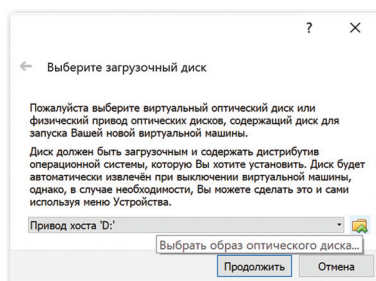 ?
Выберите загрузочный диск
Пожалуйста выберите виртуальный оптический диск или
физический привод оптических дисков, содержащий диск для
запуска Вашей новой виртуальной машины.
Диск должен быть загрузочным и содержать дистрибутив
операционной системы, которую Вы хотите установить. Диск будет
автоматически извлечён при выключении виртуальной машины,
однако, в случае необходимости, Вы можете сделать это и сами
используя меню Устройства.
Привод хоста 'D:'
Выбрать образ оптического диска...
Продолжить Отмена